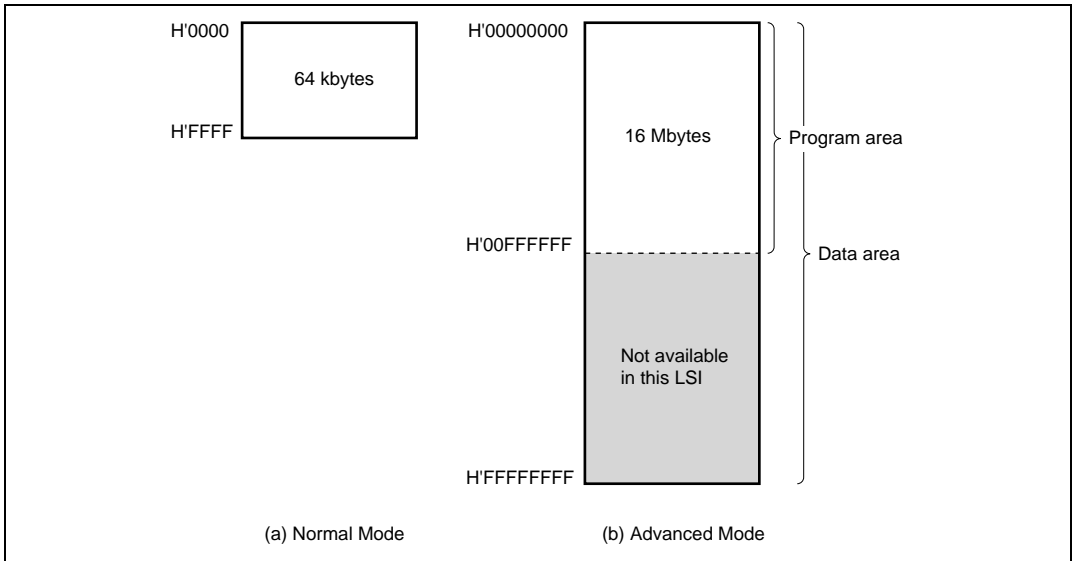 H'0000
64 kbytes
H'FFFF
(a) Normal Mode
H'00000000
16 Mbytes
Program area
H'00FFFFFF
Data area
Not available
in this LSI
H'FFFFFFFF
(b) Advanced Mode